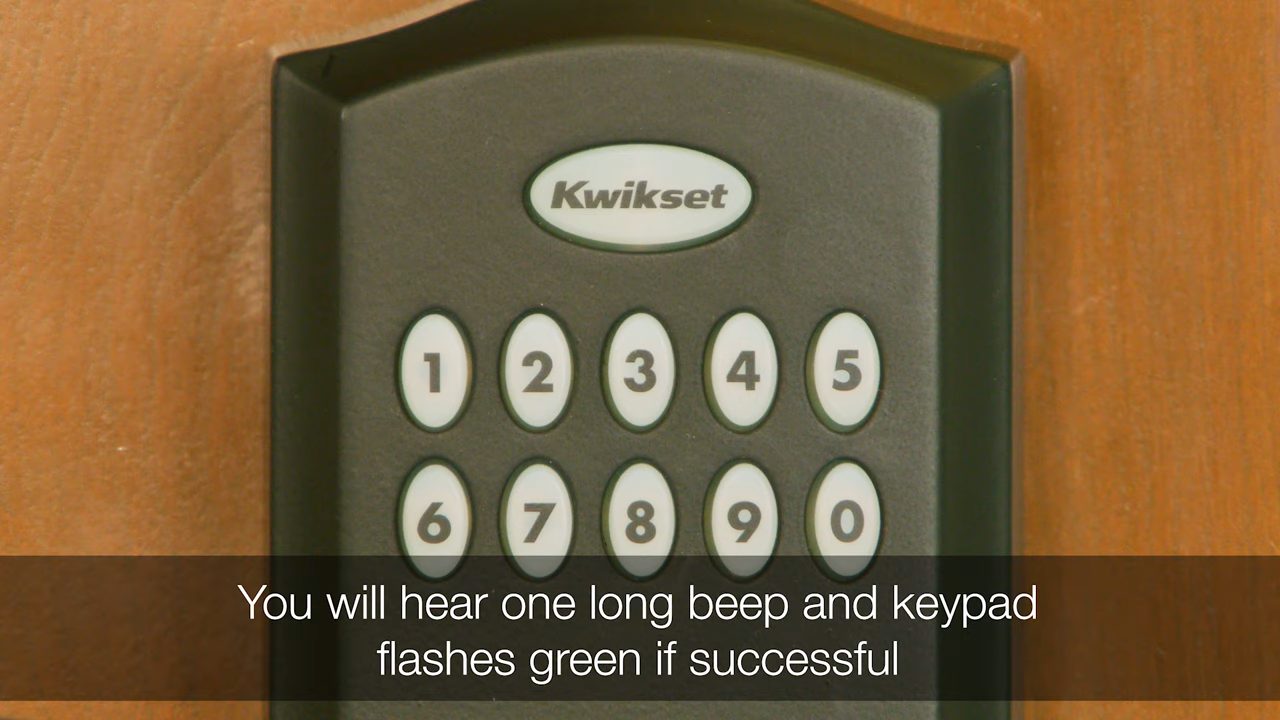 Kwikset
1 2 3 4 5
6 7 8 9 0
You will hear one long beep and keypad
flashes green if successful